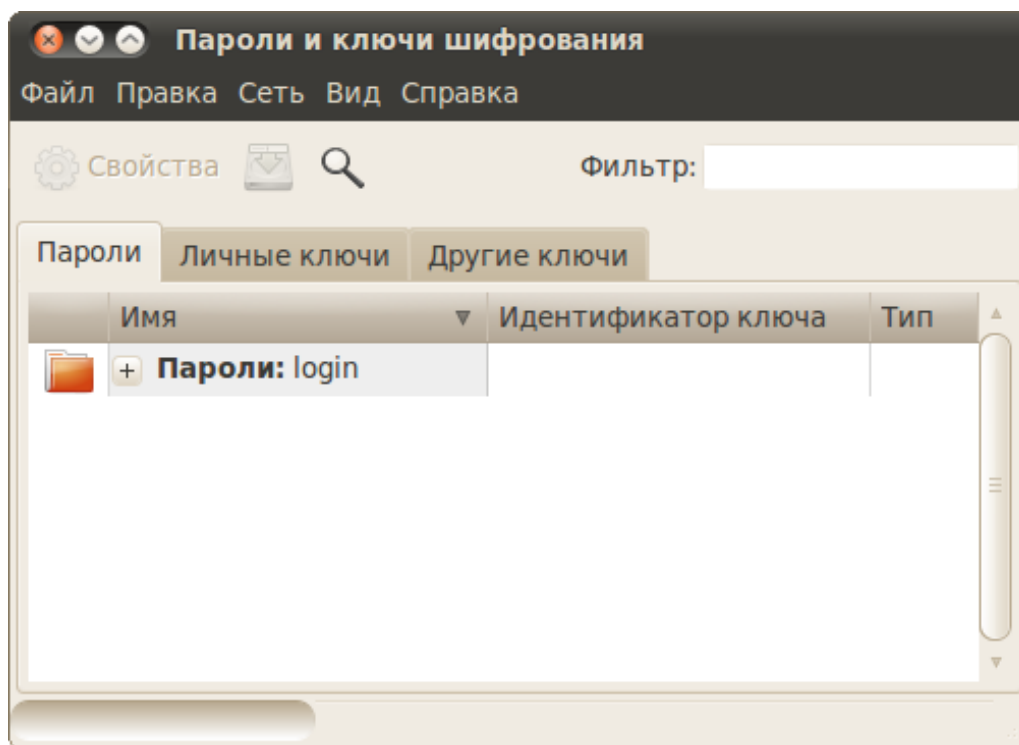 Пароли и ключи шифрования
Файл Правка Сеть Вид Справка
Свойства Фильтр:
Пароли Личные ключи Другие ключи
Имя Идентификатор ключа Тип
Пароли: login